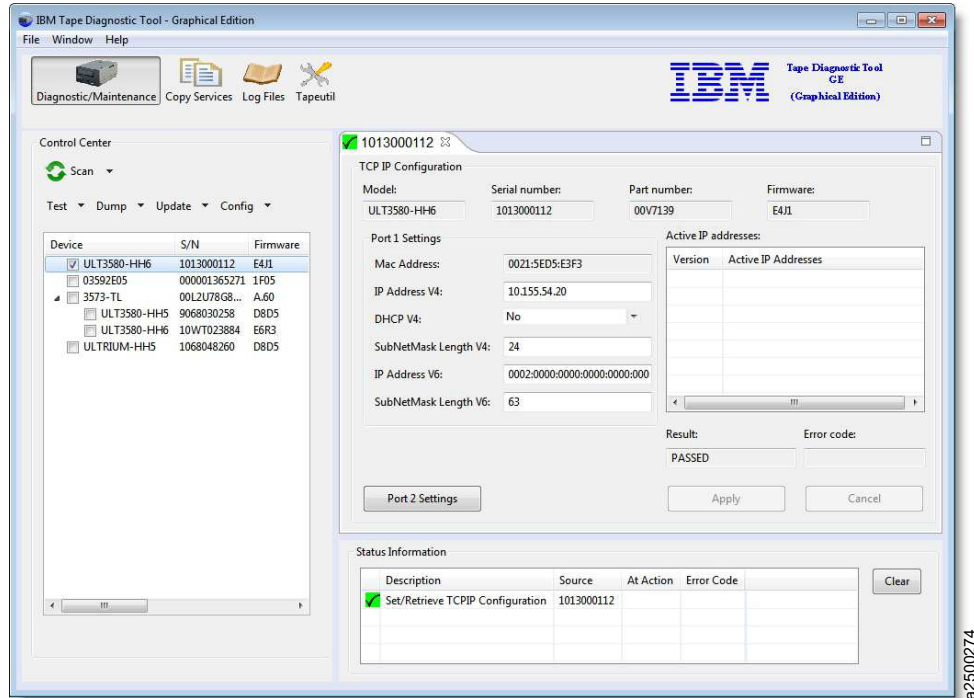 IBM Tape Diagnostic Tool - Graphical Edition
File Window Help
Diagnostic/Maintenance Copy Services Log Files Tapeutil
IBM
Tape Diagnostic Tool
GE
(Graphical Edition)
Control Center
Scan
Test Dump Update Config
Device S/N Firmware
ULT3580-HH6 1013000112 E4J1
03592E05 000001365271 1F05
3573-TL 00L2U78G8... A.60
ULT3580-HH5 9068030258 D8D5
ULT3580-HH6 10WT023884 E6R3
ULTRIUM-HH5 1068048260 D8D5
1013000112
TCP IP Configuration
Model: Serial number: Part number: Firmware:
ULT3580-HH6 1013000112 00V7139 E4J1
Port 1 Settings
Mac Address: 0021:5ED5:E3F3
IP Address V4: 10.155.54.20
DHCP V4: No
SubNetMask Length V4: 24
IP Address V6: 0002:0000:0000:0000:0000:000
SubNetMask Length V6: 63
Active IP addresses:
Version Active IP Addresses
Result: Error code:
PASSED
Port 2 Settings Apply Cancel
Status Information
Description Source At Action Error Code
Set/Retrieve TCPIP Configuration 1013000112
Clear
a2500274